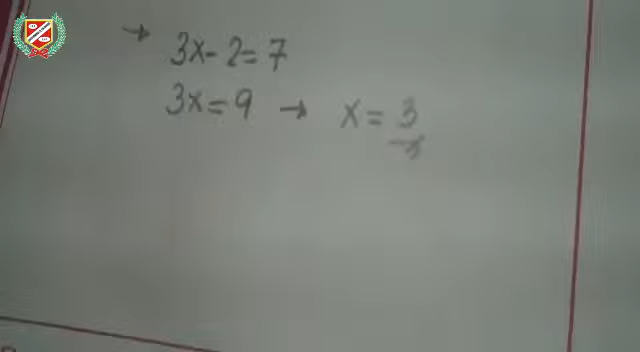 → 3x-2=7
3x=9 → x=3